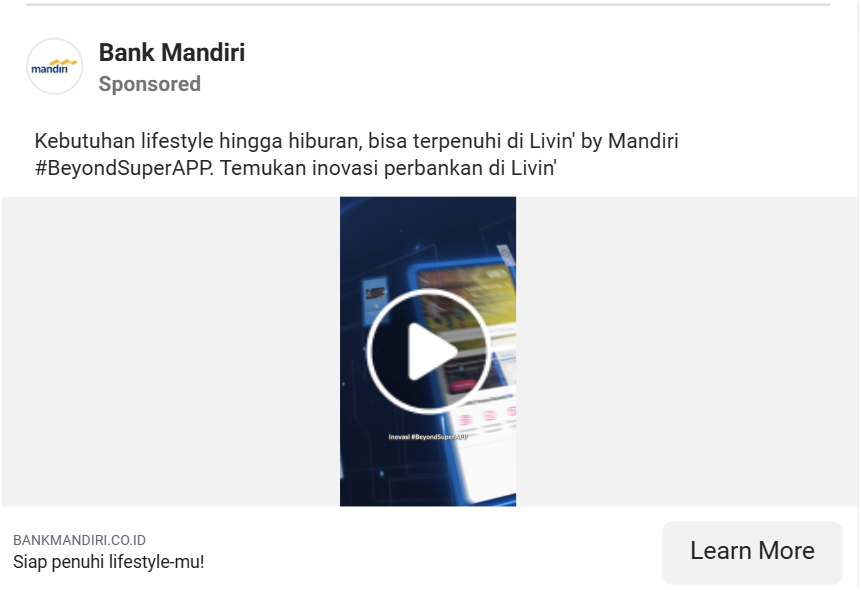 mandiri
Bank Mandiri
Sponsored
Kebutuhan lifestyle hingga hiburan, bisa terpenuhi di Livin' by Mandiri
#BeyondSuperAPP. Temukan inovasi perbankan di Livin'
Inovasi #BeyondSuperAPP
BANKMANDIRI.CO.ID
Siap penuhi lifestyle-mu!
Learn More